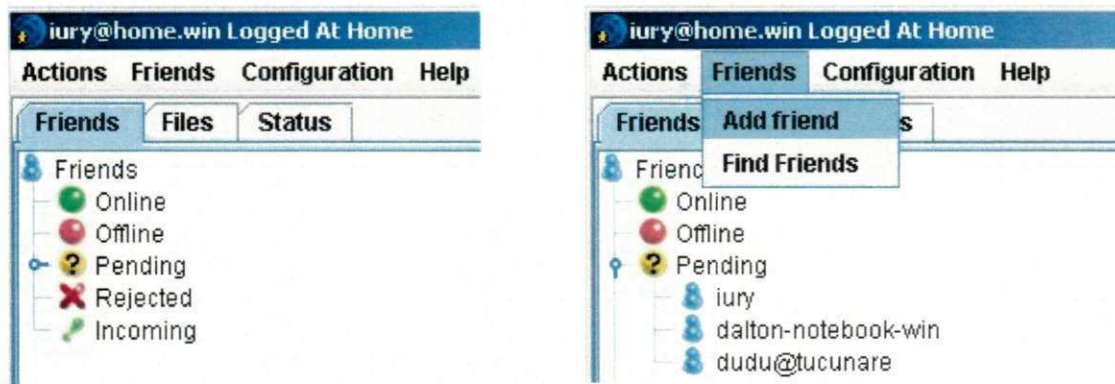 iury@home.win Logged At Home
Actions Friends Configuration Help
Friends Files Status
Friends
Online
Offline
Pending
Rejected
Incoming
iury@home.win Logged At Home
Actions Friends Configuration Help
Friends Add friend s
Find Friends
Frienc
Online
Offline
Pending
iury
dalton-notebook-win
dudu@tucunare